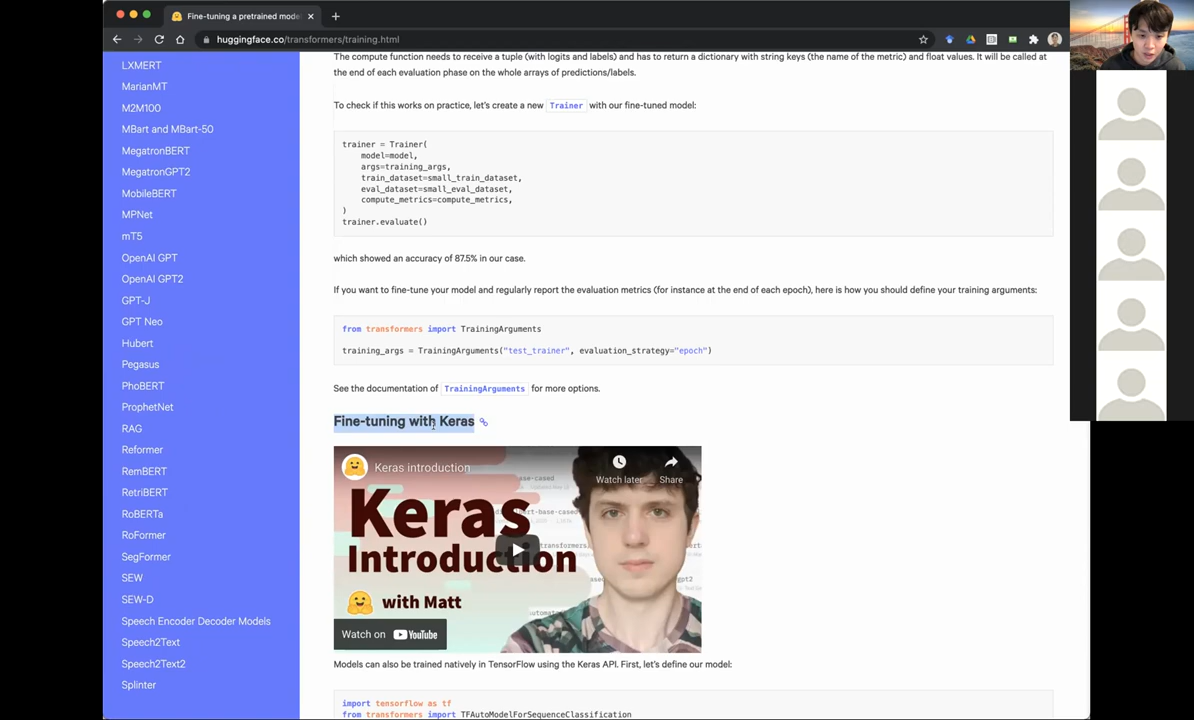 Fine-tuning a pretrained mode
huggingface.co/transformers/training.html
LXMERT
MarianMT
M2M100
MBart and MBart-50
MegatronBERT
MegatronGPT2
MobileBERT
MPNet
mT5
OpenAI GPT
OpenAI GPT2
GPT-J
GPT Neo
Hubert
Pegasus
PhoBERT
ProphetNet
RAG
Reformer
RemBERT
RetriBERT
RoBERTa
RoFormer
SegFormer
SEW
SEW-D
Speech Encoder Decoder Models
Speech2Text
Speech2Text2
Splinter
The compute function needs to receive a tuple (with logits and labels) and has to return a dictionary with string keys (the name of the metric) and float values. It will be called
at the end of each evaluation phase on the whole arrays of predictions/labels.
To check if this works on practice, let's create a new Trainer with our fine-tuned model:
trainer = Trainer(
model=model,
args=training_args,
train_dataset=small_train_dataset,
eval_dataset=small_eval_dataset,
compute_metrics=compute_metrics,
)
trainer.evaluate()
which showed an accuracy of 87.5% in our case.
If you want to fine-tune your model and regularly report the evaluation metrics (for instance at the end of each epoch), here is how you should define your training arguments:
from transformers import TrainingArguments
training_args = TrainingArguments("test_trainer", evaluation_strategy="epoch")
See the documentation of TrainingArguments for more options.
Fine-tuning with Keras
Keras introduction
Watch later
Share
Keras
Introduction
with Matt
Watch on YouTube
Models can also be trained natively in TensorFlow using the Keras API. First, let's define our model:
import tensorflow as tf
from transformers import TFAutoModelForSequenceClassification